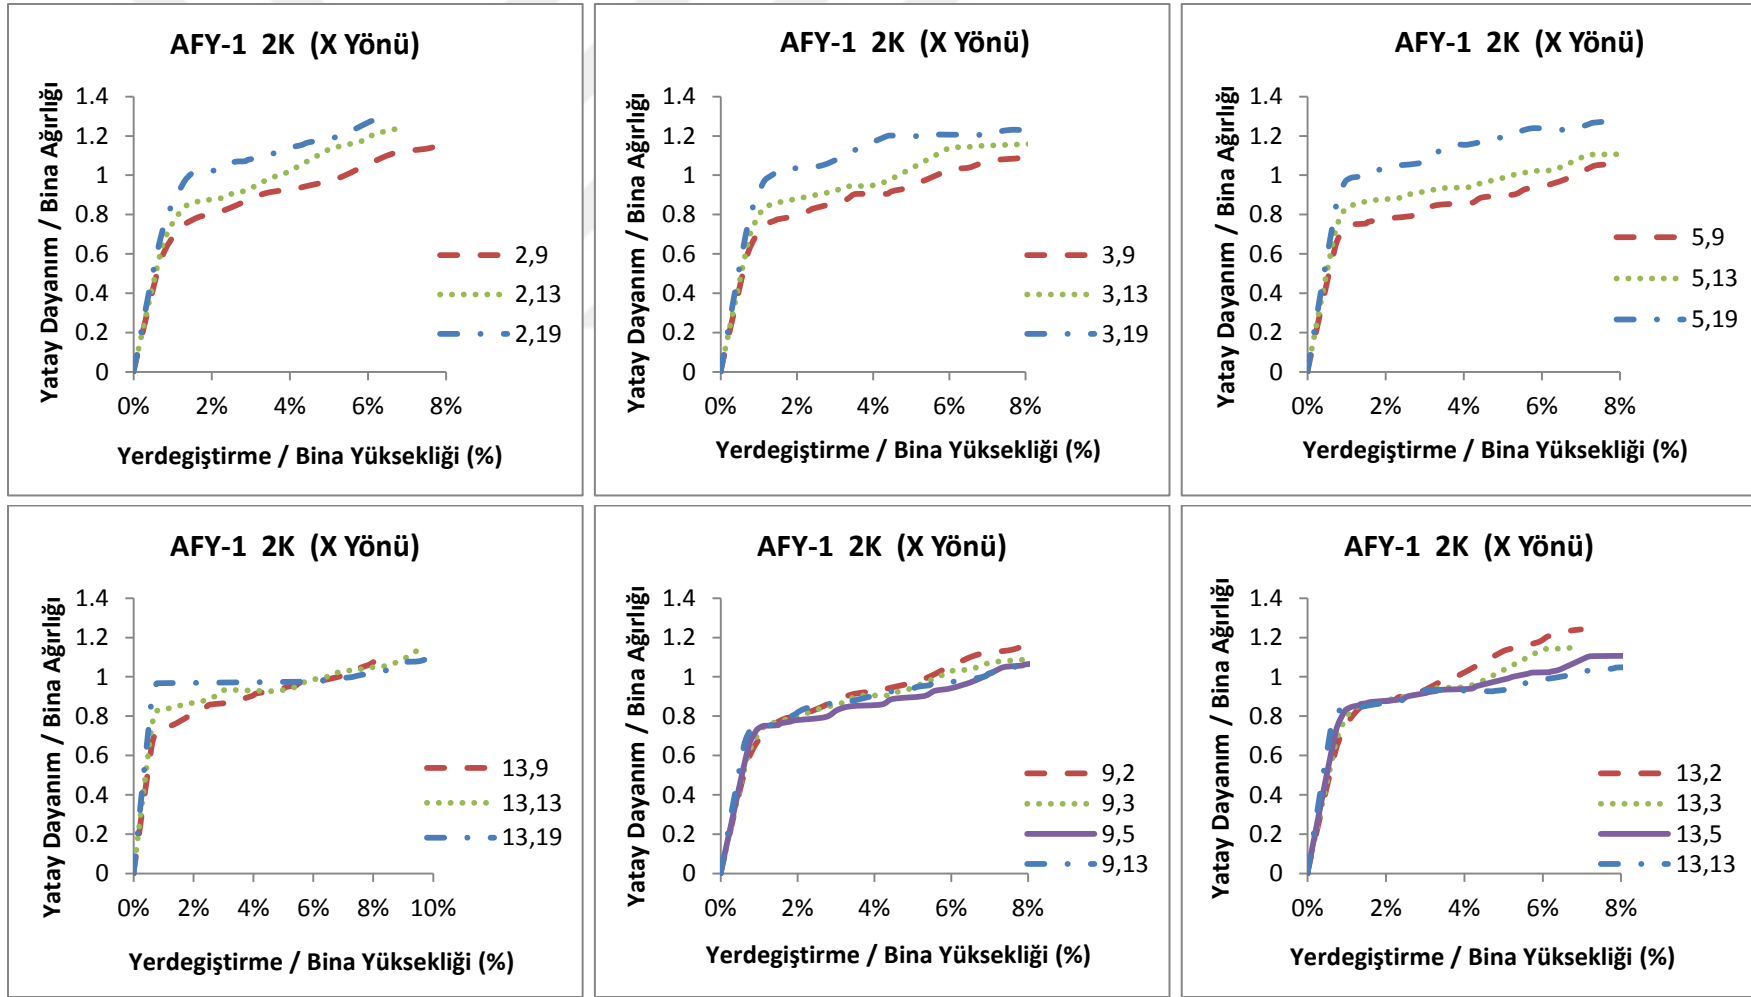 AFY-1 2K (X Yönü)
Yatay Dayanım / Bina Ağırlığı
1.4
1.2
1
0.8
0.6
0.4
0.2
0
2,9
2,13
2,19
0% 2% 4% 6% 8%
Yerdegiştirme / Bina Yüksekliği (%)
AFY-1 2K (X Yönü)
Yatay Dayanım / Bina Ağırlığı
1.4
1.2
1
0.8
0.6
0.4
0.2
0
3,9
3,13
3,19
0% 2% 4% 6% 8%
Yerdegiştirme / Bina Yüksekliği (%)
AFY-1 2K (X Yönü)
Yatay Dayanım / Bina Ağırlığı
1.4
1.2
1
0.8
0.6
0.4
0.2
0
5,9
5,13
5,19
0% 2% 4% 6% 8%
Yerdegiştirme / Bina Yüksekliği (%)
AFY-1 2K (X Yönü)
Yatay Dayanım / Bina Ağırlığı
1.4
1.2
1
0.8
0.6
0.4
0.2
0
13,9
13,13
13,19
0% 2% 4% 6% 8% 10%
Yerdegiştirme / Bina Yüksekliği (%)
AFY-1 2K (X Yönü)
Yatay Dayanım / Bina Ağırlığı
1.4
1.2
1
0.8
0.6
0.4
0.2
0
9,2
9,3
9,5
9,13
0% 2% 4% 6% 8%
Yerdegiştirme / Bina Yüksekliği (%)
AFY-1 2K (X Yönü)
Yatay Dayanım / Bina Ağırlığı
1.4
1.2
1
0.8
0.6
0.4
0.2
0
13,2
13,3
13,5
13,13
0% 2% 4% 6% 8%
Yerdegiştirme / Bina Yüksekliği (%)